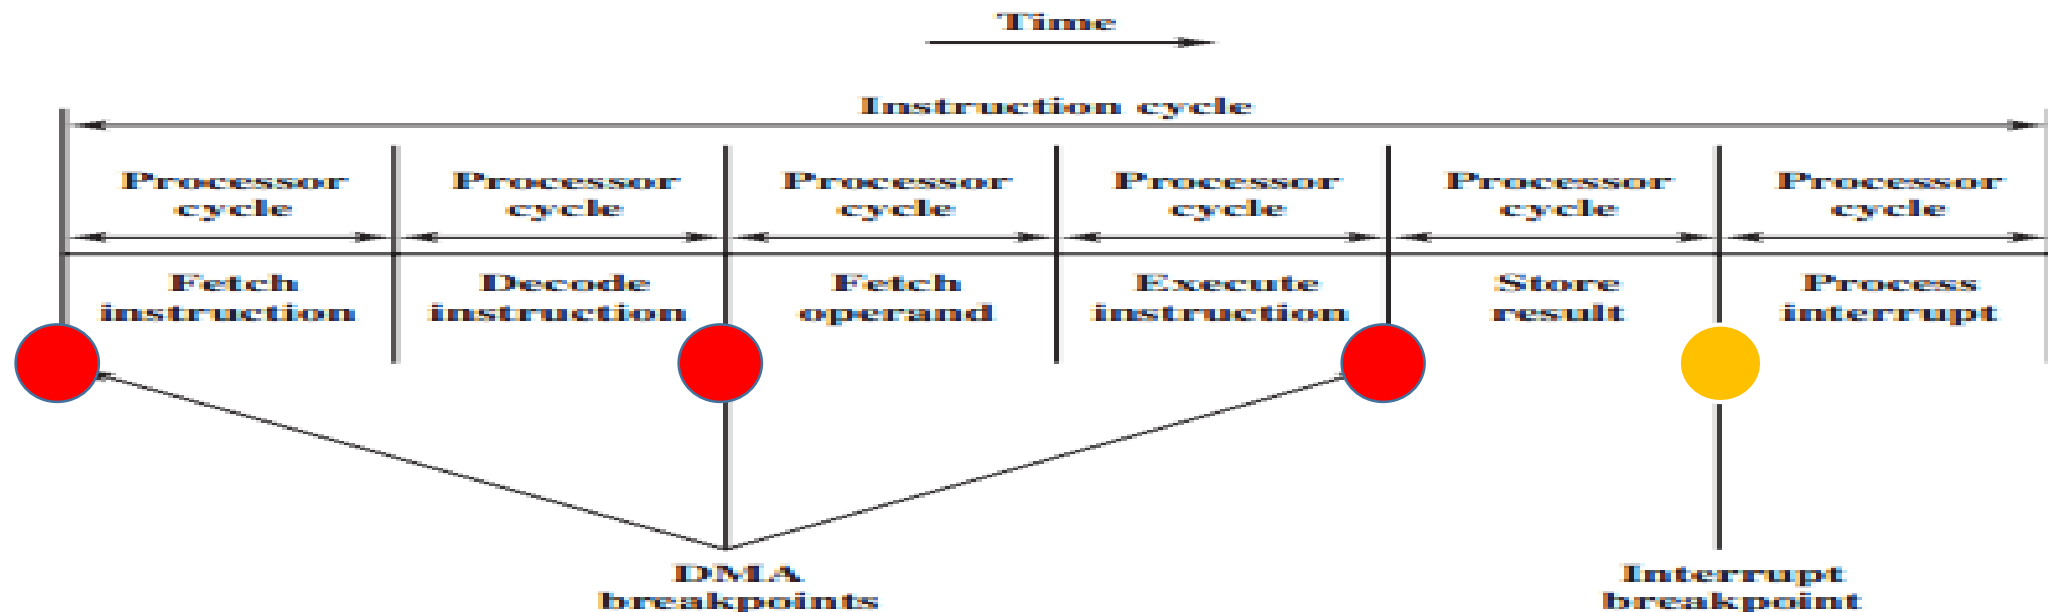 Time
Instruction cycle
Processor cycle
Processor cycle
Processor cycle
Processor cycle
Processor cycle
Processor cycle
Fetch instruction
Decode instruction
Fetch operand
Execute instruction
Store result
Process interrupt
DMA breakpoints
Interrupt breakpoint